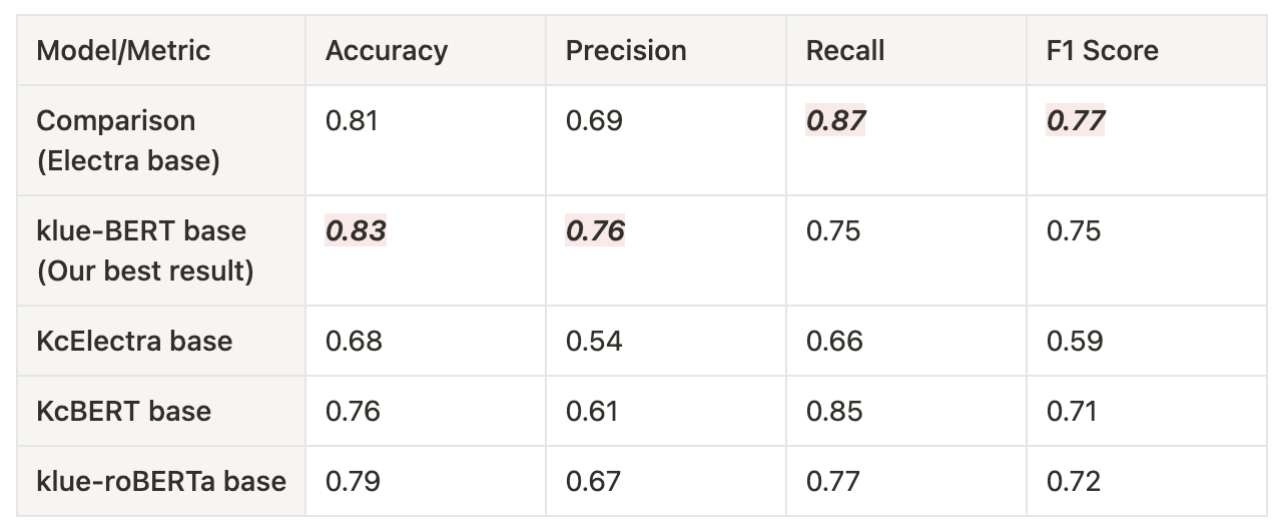 Model/Metric Accuracy Precision Recall F1 Score
Comparison
(Electra base) 0.81 0.69 0.87 0.77
klue-BERT base
(Our best result) 0.83 0.76 0.75 0.75
KcElectra base 0.68 0.54 0.66 0.59
KcBERT base 0.76 0.61 0.85 0.71
klue-roBERTa base 0.79 0.67 0.77 0.72